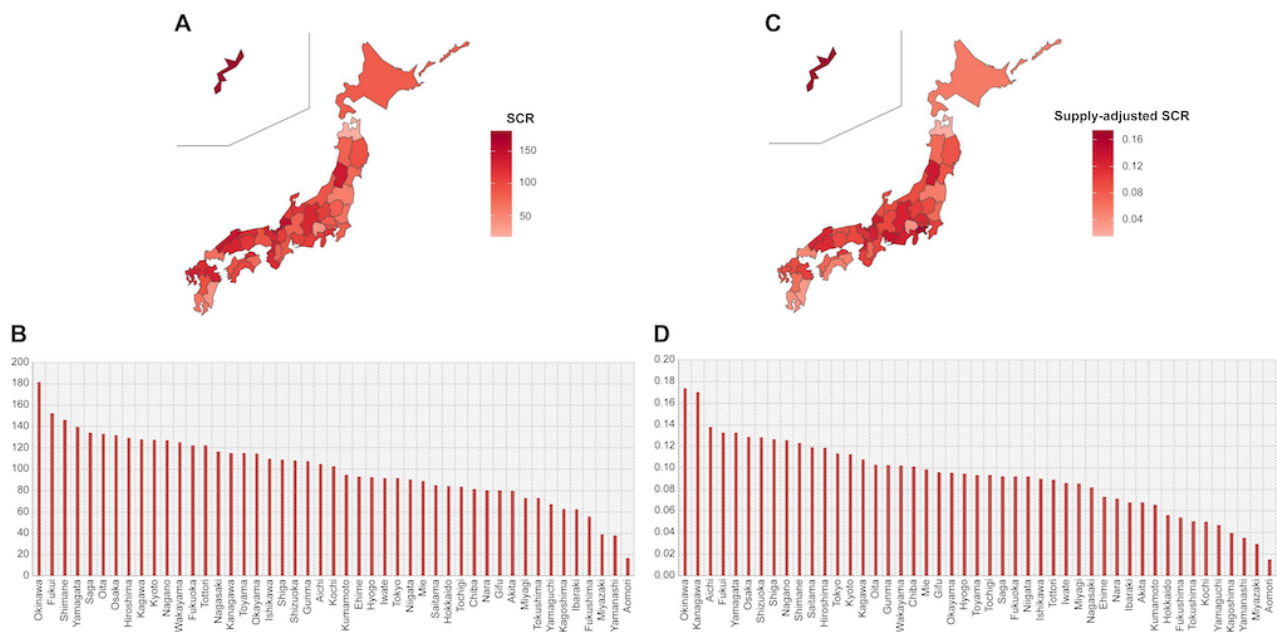 A
SCR
150
100
50
C
Supply-adjusted SCR
0.16
0.12
0.08
0.04
B
200
180
160
140
120
100
80
60
40
20
0
Okinawa
Fukui
Shimane
Yamagata
Saga
Oita
Osaka
Hiroshima
Kagawa
Kyoto
Nagano
Wakayama
Fukuoka
Tottori
Nagasaki
Kanagawa
Toyama
Okayama
Ishikawa
Shiga
Shizuoka
Gunma
Aichi
Kochi
Kumamoto
Ehime
Hyogo
Iwate
Tokyo
Niigata
Mie
Saitama
Hokkaido
Tochigi
Chiba
Nara
Gifu
Akita
Miyagi
Tokushima
Yamaguchi
Kagoshima
Ibaraki
Fukushima
Miyazaki
Yamanashi
Aomori
D
0.20
0.18
0.16
0.14
0.12
0.10
0.08
0.06
0.04
0.02
0.00
Okinawa
Kanagawa
Aichi
Fukui
Yamagata
Osaka
Shizuoka
Shiga
Nagano
Shimane
Saitama
Hiroshima
Tokyo
Kyoto
Kagawa
Oita
Gunma
Wakayama
Chiba
Mie
Gifu
Okayama
Hyogo
Toyama
Tochigi
Saga
Fukuoka
Niigata
Ishikawa
Tottori
Iwate
Miyagi
Nagasaki
Ehime
Nara
Ibaraki
Akita
Kumamoto
Hokkaido
Fukushima
Tokushima
Kochi
Yamaguchi
Kagoshima
Yamanashi
Miyazaki
Aomori